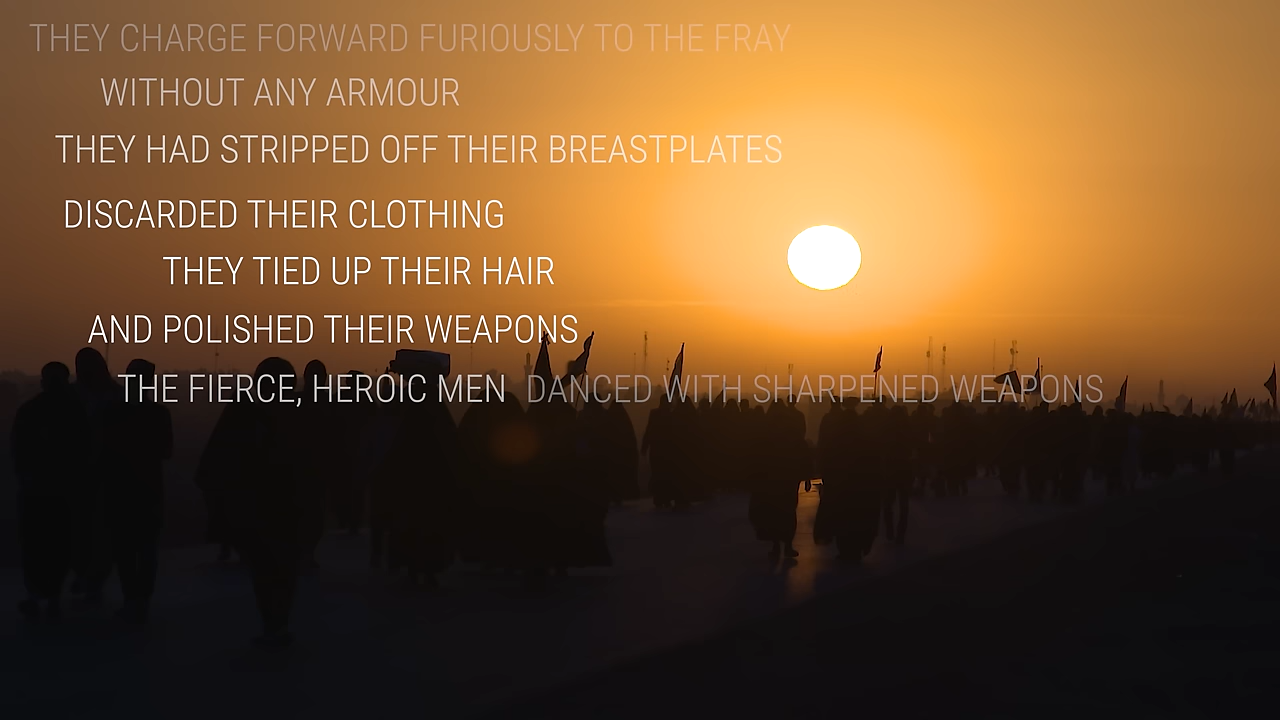 THEY CHARGE FORWARD FURIOUSLY TO THE FRAY
WITHOUT ANY ARMOUR
THEY HAD STRIPPED OFF THEIR BREASTPLATES
DISCARDED THEIR CLOTHING
THEY TIED UP THEIR HAIR
AND POLISHED THEIR WEAPONS
THE FIERCE, HEROIC MEN DANCED WITH SHARPENED WEAPONS